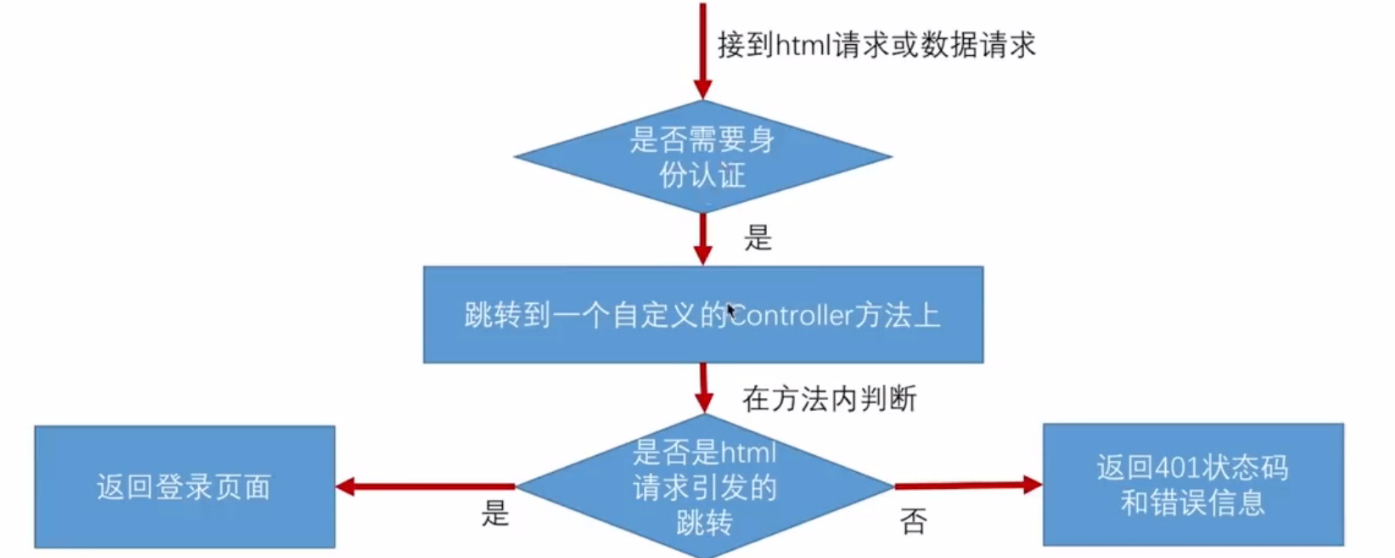 接到html请求或数据请求
是否需要身
份认证
是
跳转到一个自定义的Controller方法上
在方法内判断
是否是html
请求引发的
跳转
返回登录页面
是
否
返回401状态码
和错误信息